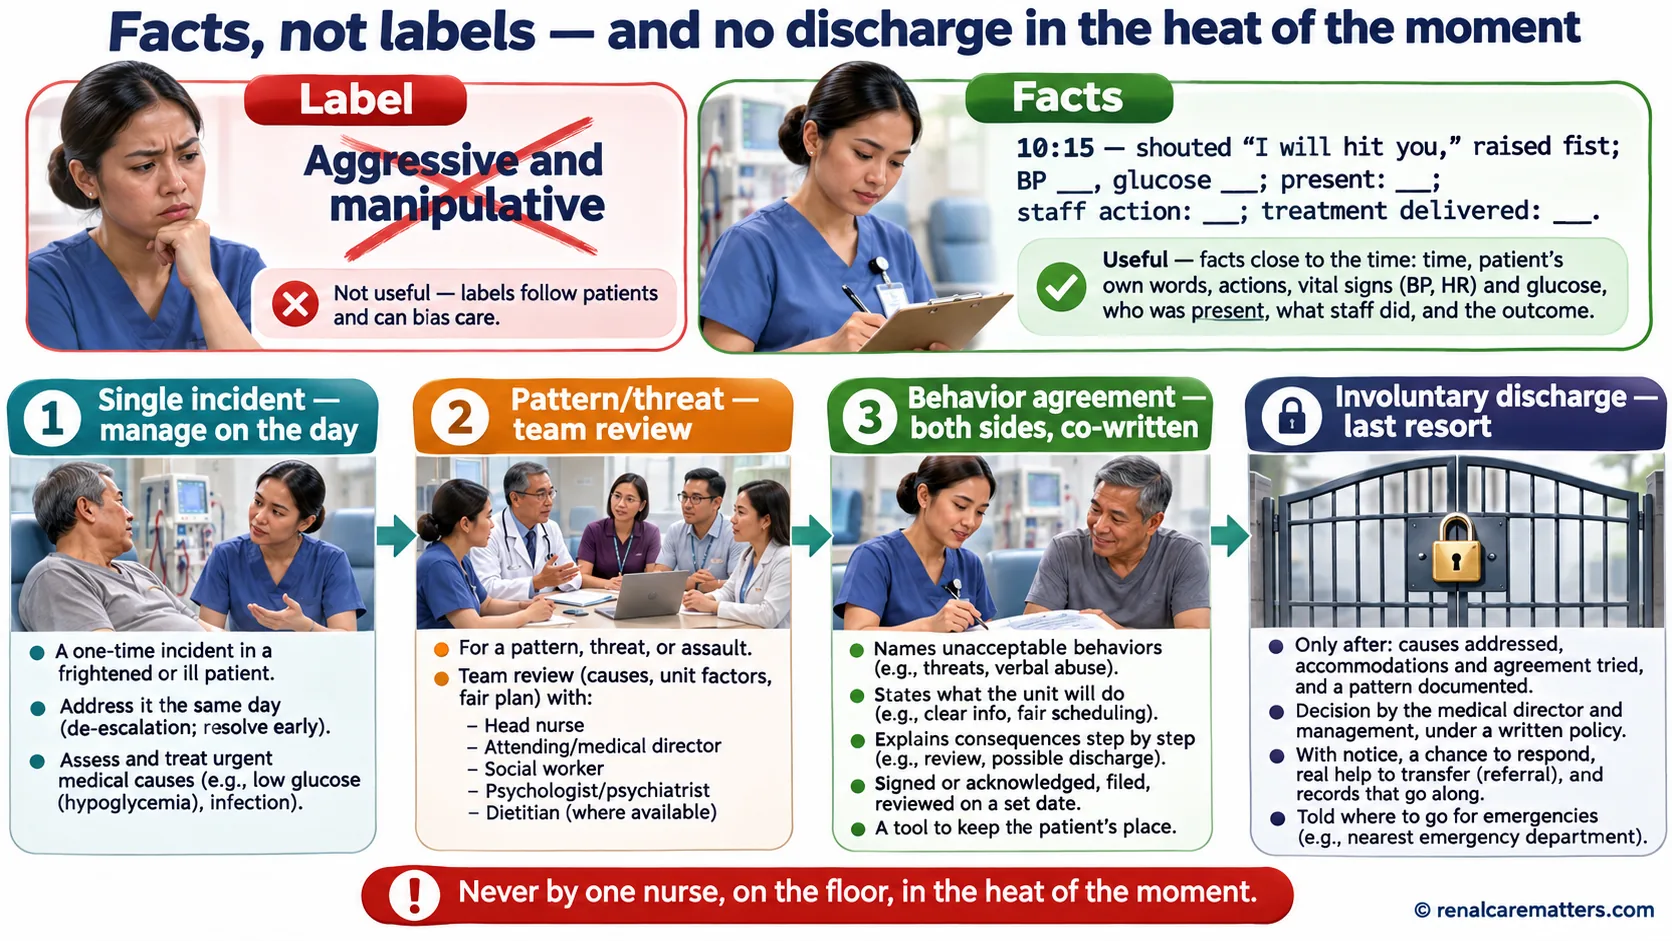 Facts, not labels — and no discharge in the heat of the moment
Label
Aggressive and
manipulative
Not useful — labels follow patients
and can bias care.
Facts
10:15 — shouted “I will hit you,” raised fist;
BP ___, glucose ___; present: ___;
staff action: ___; treatment delivered: ___.
Useful — facts close to the time: time, patient’s
own words, actions, vital signs (BP, HR) and glucose,
who was present, what staff did, and the outcome.
1
Single incident —
manage on the day
A one-time incident in a
frightened or ill patient.
Address it the same day
(de-escalation; resolve early).
Assess and treat urgent
medical causes (e.g., low glucose
(hypoglycemia), infection).
2
Pattern/threat —
team review
For a pattern, threat, or assault.
Team review (causes, unit factors,
fair plan) with:
– Head nurse
– Attending/medical director
– Social worker
– Psychologist/psychiatrist
– Dietitian (where available)
3
Behavior agreement —
both sides, co-written
Names unacceptable behaviors
(e.g., threats, verbal abuse).
States what the unit will do
(e.g., clear info, fair scheduling).
Explains consequences step by step
(e.g., review, possible discharge).
Signed or acknowledged, filed,
reviewed on a set date.
A tool to keep the patient’s place.
Involuntary discharge —
last resort
Only after: causes addressed,
accommodations and agreement tried,
and a pattern documented.
Decision by the medical director and
management, under a written policy.
With notice, a chance to respond,
real help to transfer (referral), and
records that go along.
Told where to go for emergencies
(e.g., nearest emergency department).
! Never by one nurse, on the floor, in the heat of the moment.
© renalcarematters.com